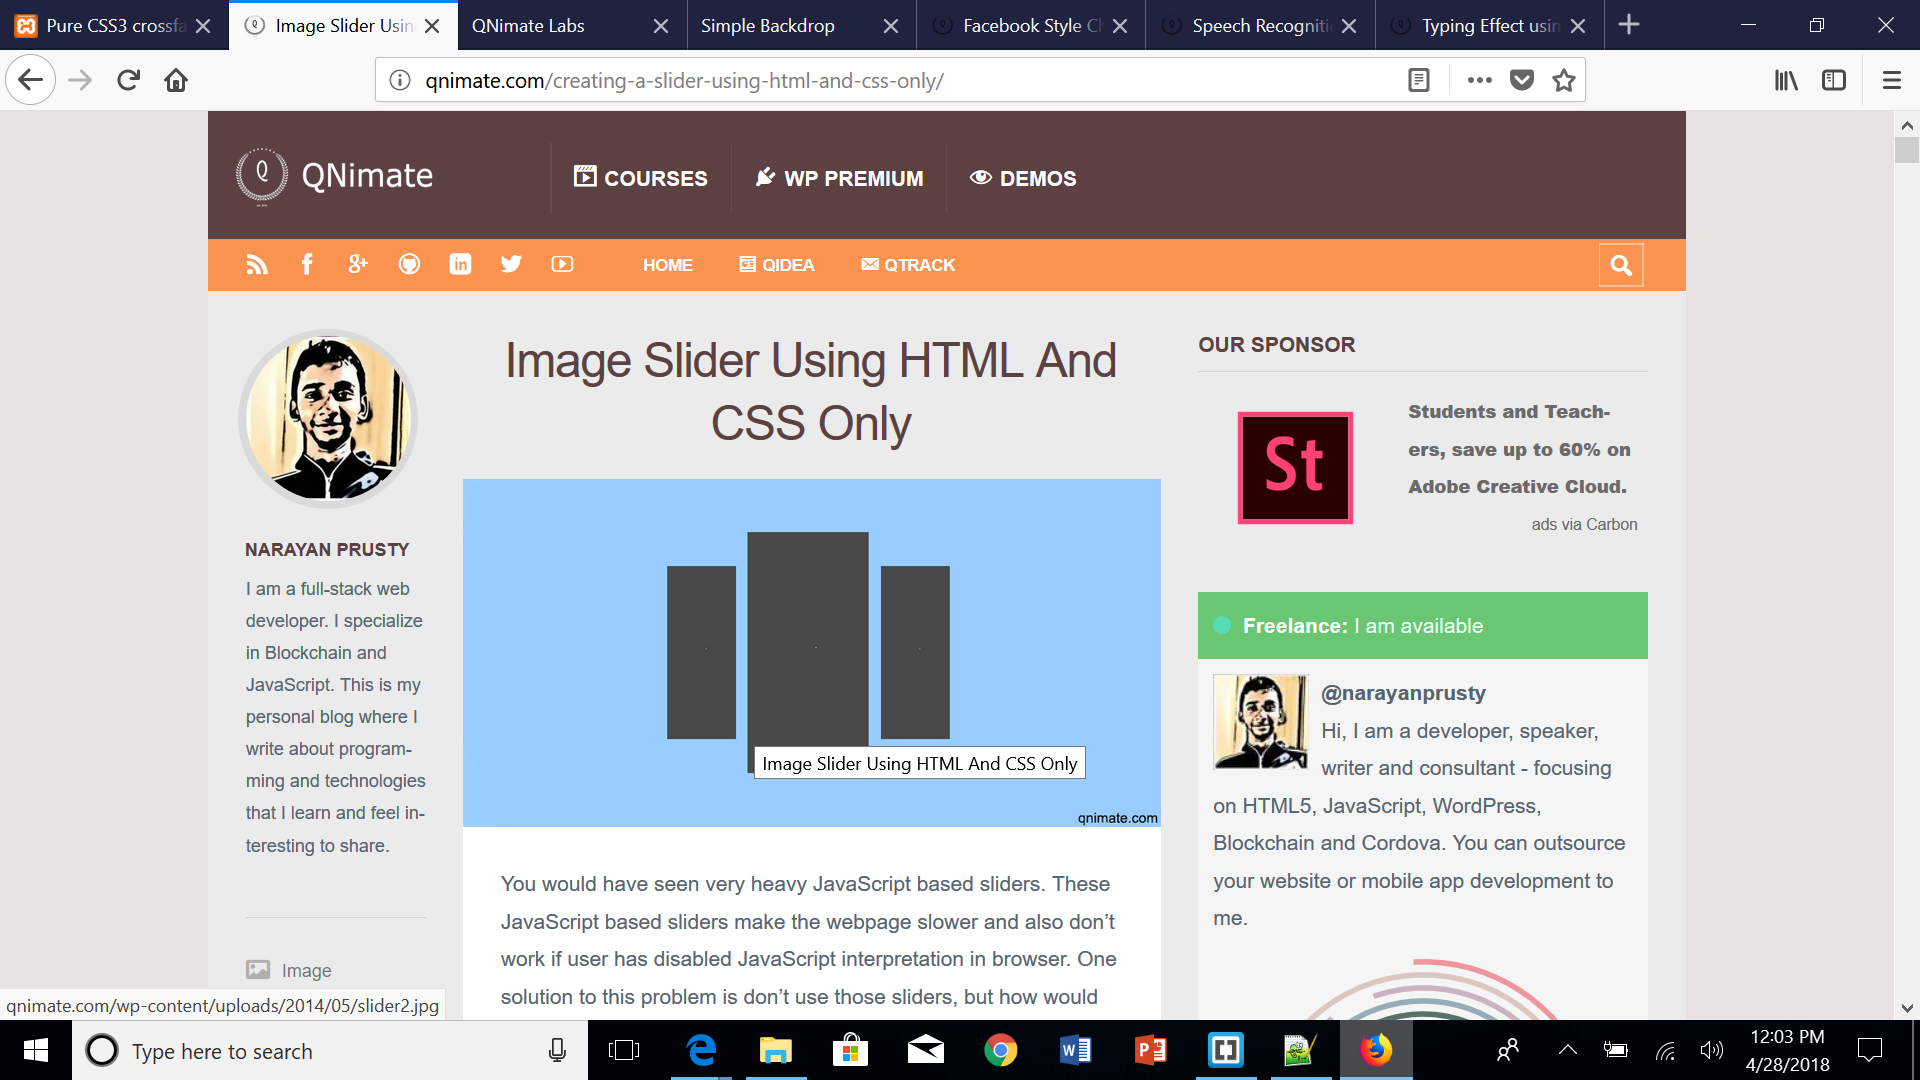 Pure CSS3 crossfa
Image Slider Usin
QNimate Labs
Simple Backdrop
Facebook Style C
Speech Recogniti
Typing Effect usin
qnimate.com/creating-a-slider-using-html-and-css-only/
Q
QNimate
COURSES
WP PREMIUM
DEMOS
HOME
QIDEA
QTRACK
NARAYAN PRUSTY
I am a full-stack web
developer. I specialize
in Blockchain and
JavaScript. This is my
personal blog where I
write about program-
ming and technologies
that I learn and feel in-
teresting to share.
Image
Image Slider Using HTML And
CSS Only
Image Slider Using HTML And CSS Only
qnimate.com
You would have seen very heavy JavaScript based sliders. These
JavaScript based sliders make the webpage slower and also don’t
work if user has disabled JavaScript interpretation in browser. One
solution to this problem is don’t use those sliders, but how would
OUR SPONSOR
St
Students and Teach-
ers, save up to 60% on
Adobe Creative Cloud.
ads via Carbon
Freelance: I am available
@narayanprusty
Hi, I am a developer, speaker,
writer and consultant - focusing
on HTML5, JavaScript, WordPress,
Blockchain and Cordova. You can outsource
your website or mobile app development to
me.
qnimate.com/wp-content/uploads/2014/05/slider2.jpg
Type here to search
12:03 PM
4/28/2018